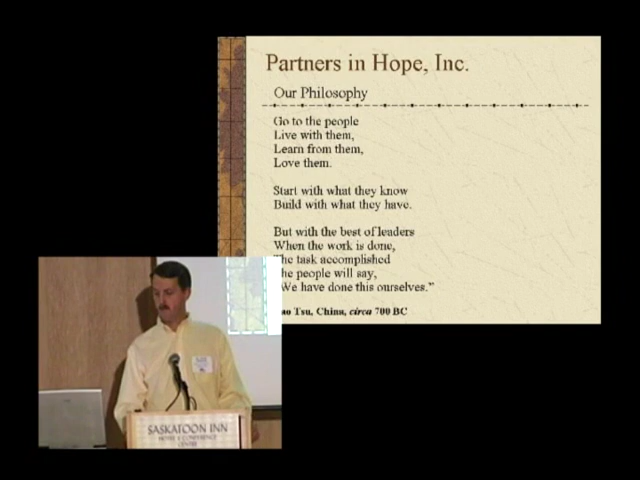 Partners in Hope, Inc.
Our Philosophy
Go to the people
Live with them,
Learn from them,
Love them.
Start with what they know
Build with what they have.
But with the best of leaders
When the work is done,
he task accomplished
he people will say,
We have done this ourselves."
ao Tsu, China, circa 700 BC
SASKATOON INN
HOTEL & CONFERENCE
CENTRE